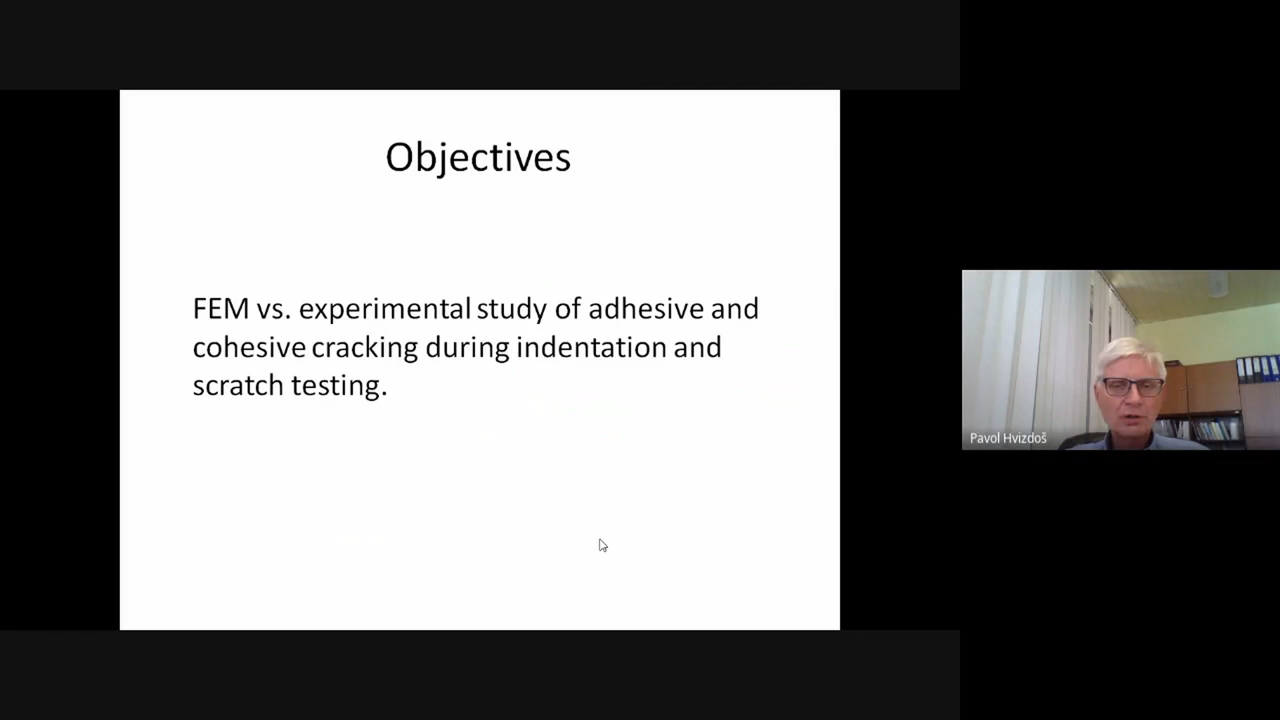 Objectives
FEM vs. experimental study of adhesive and
cohesive cracking during indentation and
scratch testing.
Pavol Hvizdoš